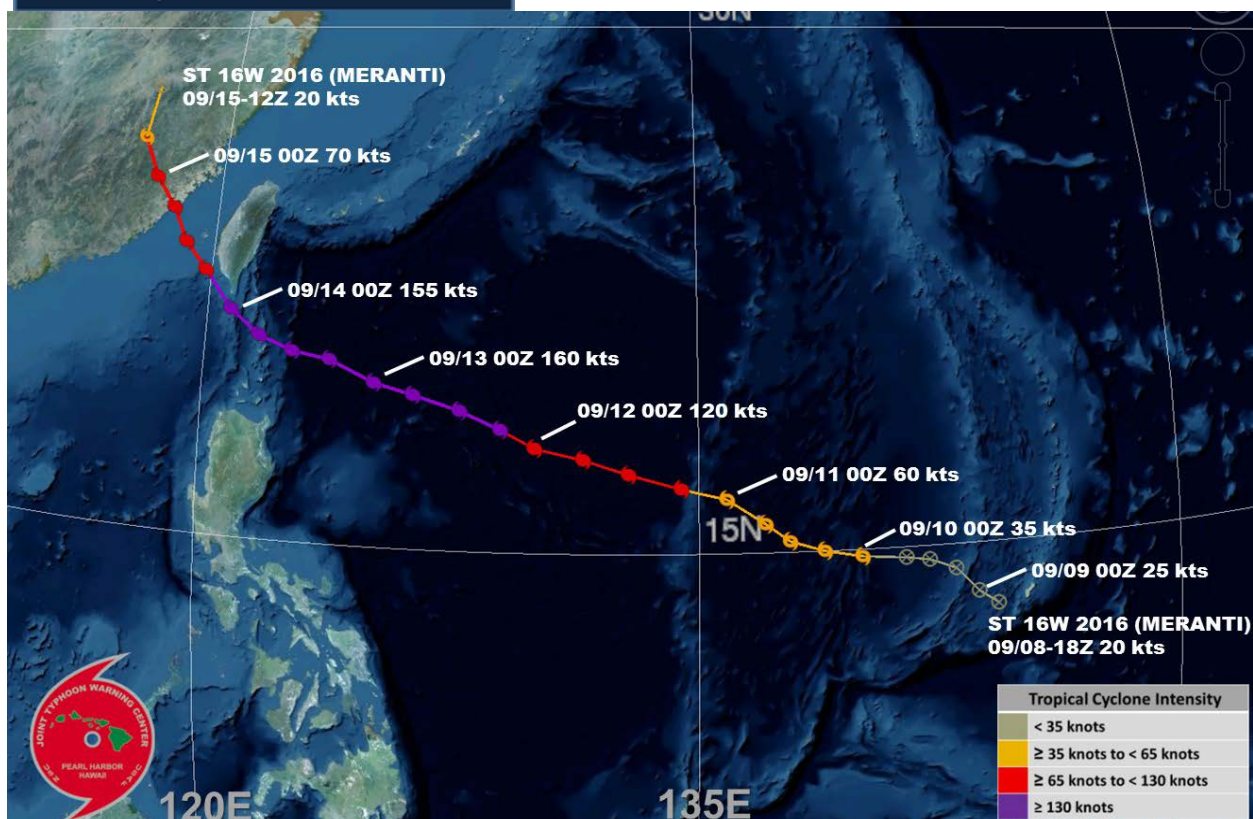 30N
ST 16W 2016 (MERANTI)
09/15-12Z 20 kts
09/15 00Z 70 kts
09/14 00Z 155 kts
09/13 00Z 160 kts
09/12 00Z 120 kts
09/11 00Z 60 kts
15N
09/10 00Z 35 kts
09/09 00Z 25 kts
ST 16W 2016 (MERANTI)
09/08-18Z 20 kts
JOINT TYPHOON WARNING CENTER
PEARL HARBOR
HAWAII
120E
135E
Tropical Cyclone Intensity
< 35 knots
≥ 35 knots to < 65 knots
≥ 65 knots to < 130 knots
≥ 130 knots